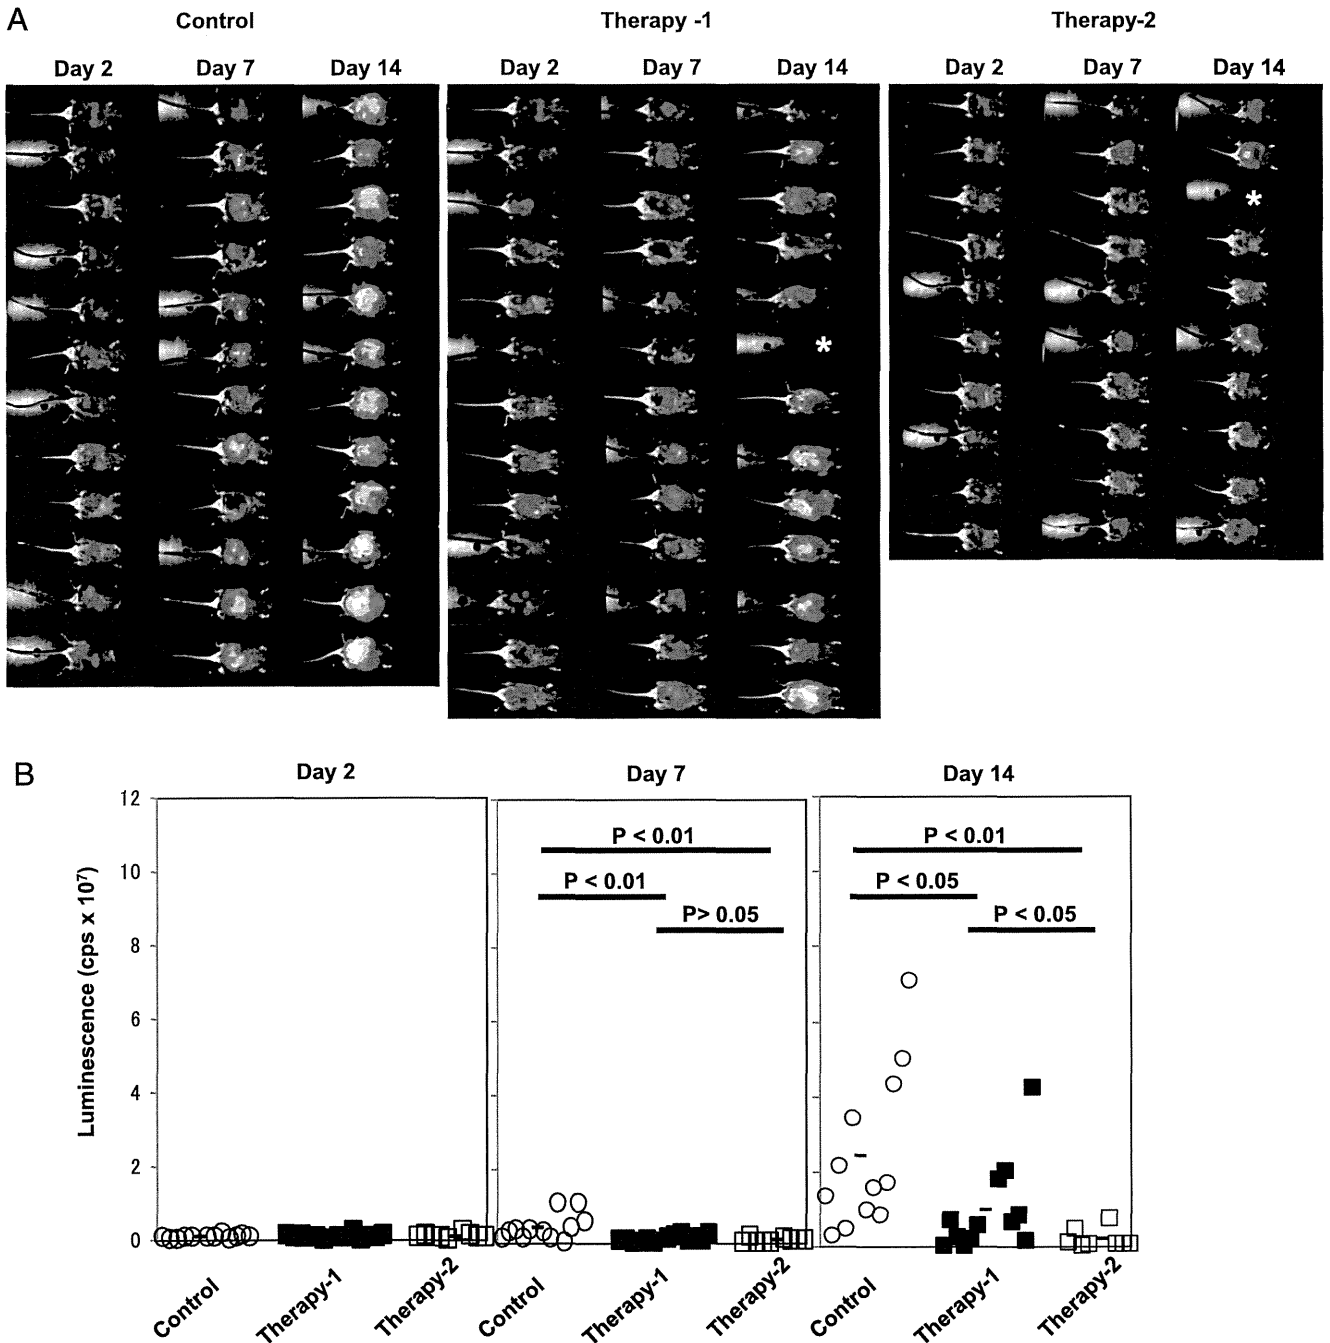 A
Control Therapy -1 Therapy-2
Day 2 Day 7 Day 14 Day 2 Day 7 Day 14 Day 2 Day 7 Day 14
*
*
B
Day 2 Day 7 Day 14
Luminescence (cps x 10⁷)
12
10
8
6
4
2
0
P < 0.01
P < 0.01
P> 0.05
P < 0.01
P < 0.05
P < 0.05
Control Therapy-1 Therapy-2 Control Therapy-1 Therapy-2 Control Therapy-1 Therapy-2